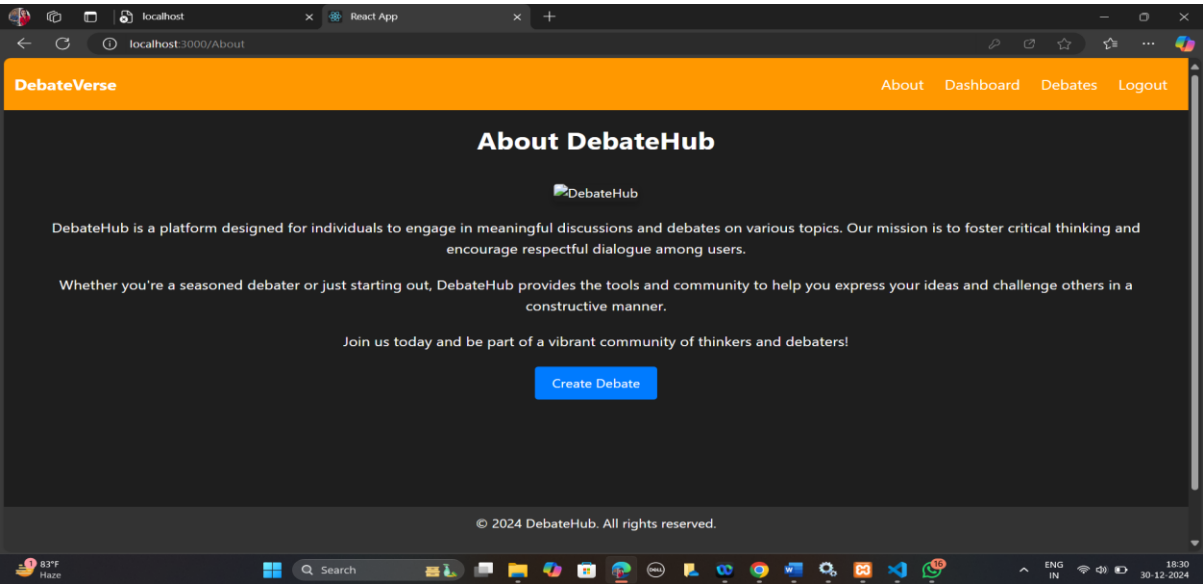 localhost
React App
localhost:3000/About
DebateVerse
About Dashboard Debates Logout
About DebateHub
DebateHub
DebateHub is a platform designed for individuals to engage in meaningful discussions and debates on various topics. Our mission is to foster critical thinking and
encourage respectful dialogue among users.
Whether you're a seasoned debater or just starting out, DebateHub provides the tools and community to help you express your ideas and challenge others in a
constructive manner.
Join us today and be part of a vibrant community of thinkers and debaters!
Create Debate
© 2024 DebateHub. All rights reserved.
1
83°F
Haze
Search
DELL
16
ENG
IN
18:30
30-12-2024